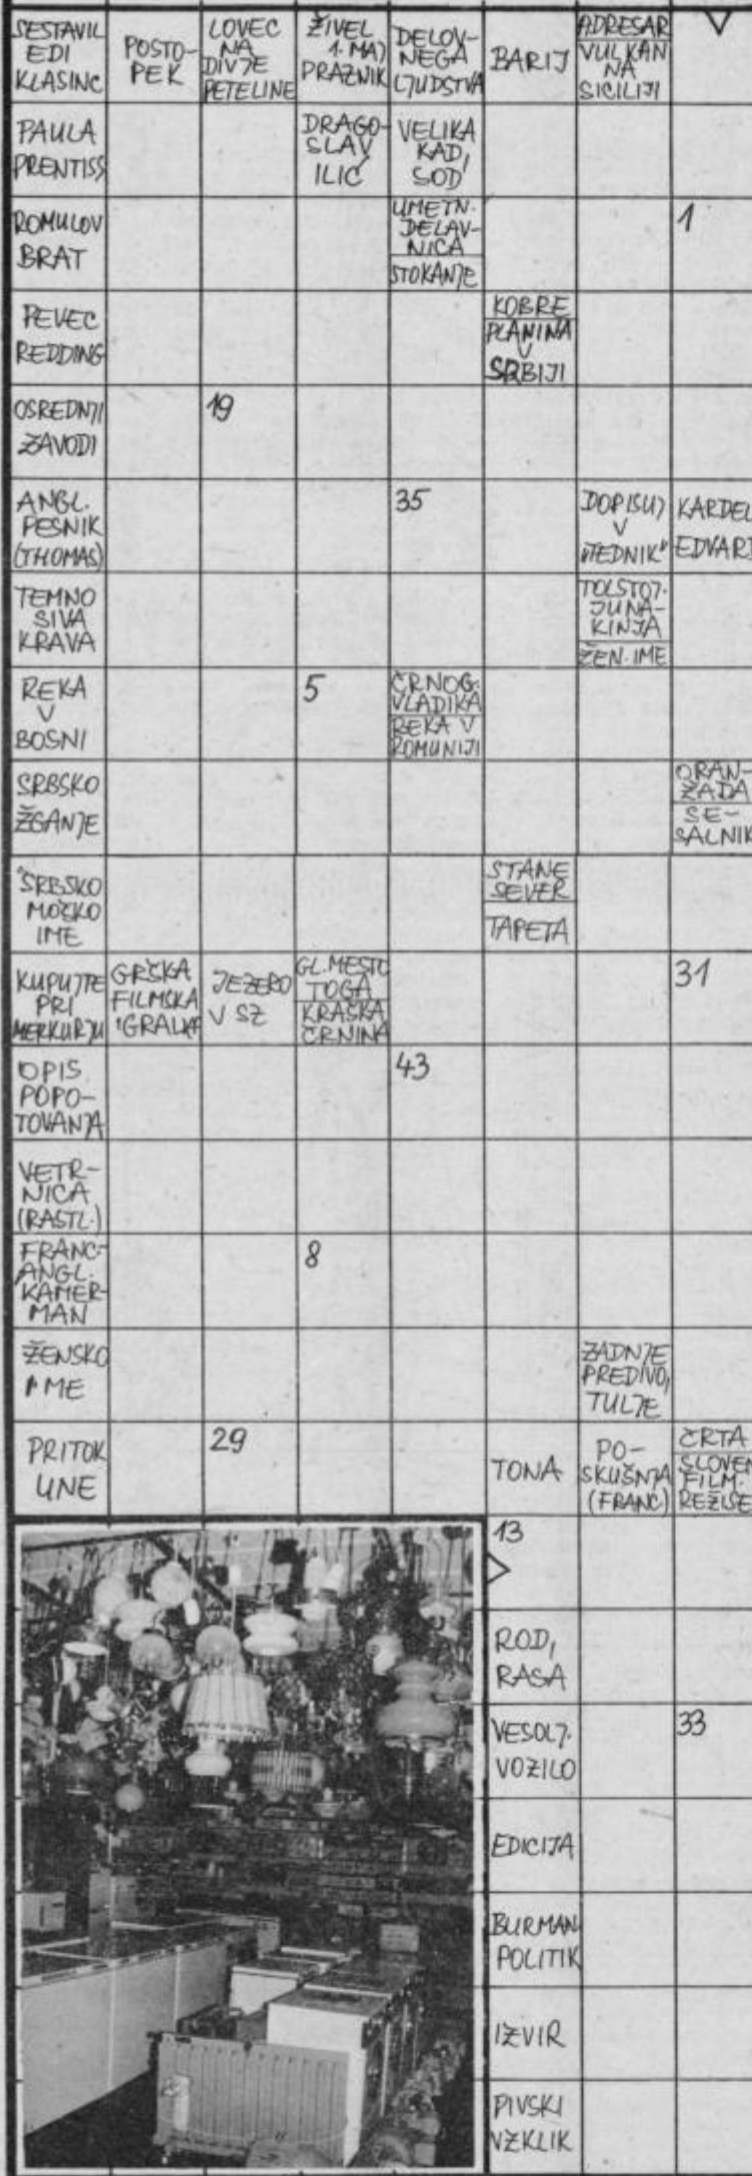 SESTAVIL
EDI
KLASINC
POSTO-
PEK
LOVEC
NA
DIVJE
PETELINE
ŽIVEL
1. MAJ
PRAZNIK
DELOV-
NEGA
LJUDSTVA
BARIJ
ADRESAR
VULKAN
NA
SICILIJI
PAULA
PRENTISS
DRAGO-
SLAV
ILIĆ
VELIKA
KAD,
SOD
ROMULOV
BRAT
UMETN.
DELAV-
NICA
STOKANJE
1
PEVEC
REDDING
KOBRE
PLANINA
V
SRBIJI
OSREDNJI
ZAVODI
19
ANGL.
PESNIK
(THOMAS)
35
DOPISUJ
V
"TEDNIK"
KARDELJ
EDVARD
TEMNO
SIVA
KRAVA
TOLSTOJ.
JUNA-
KINJA
ŽEN. IME
REKA
V
BOSNI
5
ČRNOG.
VLADIKA
REKA V
ROMUNIJI
SRBSKO
ŽGANJE
ORAN-
ŽADA
SE-
SALNIK
SRBSKO
MOŠKO
IME
STANE
SEVER
TAPETA
KUPUJTE
PRI
MERKURJU
GRŠKA
FILMSKA
IGRALKA
JEZERO
V SZ
GL. MESTO
TOGA
KRAŠKA
ČRNINA
31
OPIS
POPO-
TOVANJA
43
VETR-
NICA
(RASTL.)
FRANC-
ANGL.
KAMER-
MAN
8
ŽENSKO
IME
ZADNJE
PREDIVO,
TULJE
PRITOK
UNE
29
TONA
PO-
SKUŠNJA
(FRANC.)
ČRTA
SLOVEN
FILM.
REŽISE
13
ROD,
RASA
VESOLJ.
VOZILO
33
EDICIJA
BURMAN.
POLITIK
IZVIR
PIVSKI
VZKLIK